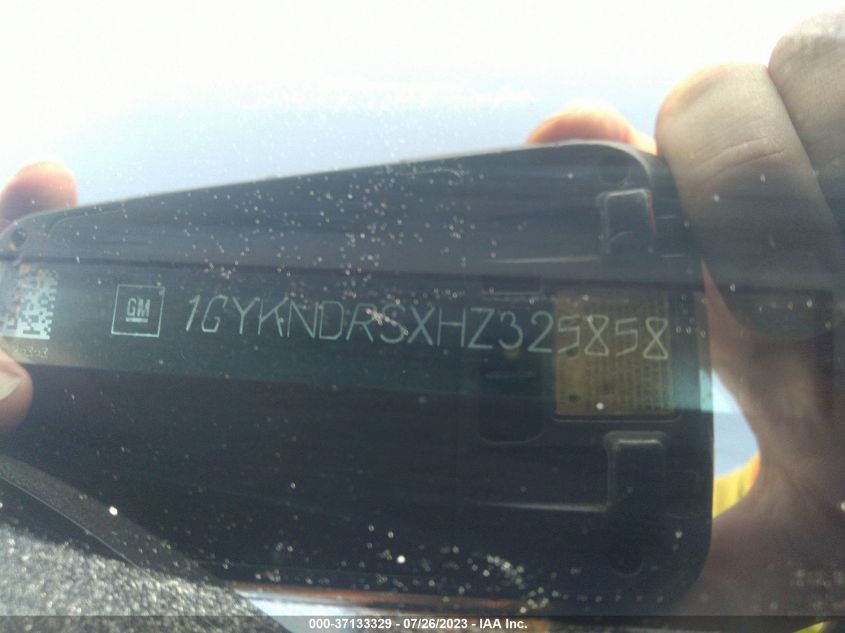 GM 1GYKNDRSXHZ325858
000-37133329 / 07/26/2023 - IAA Inc.